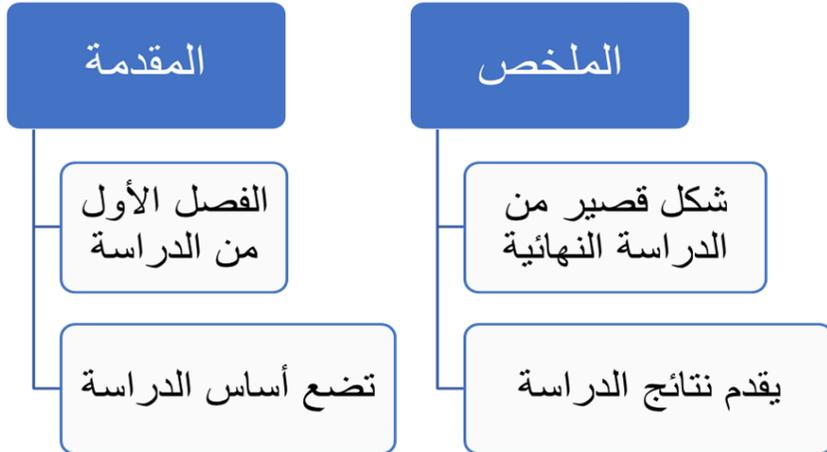 الملخص
شكل قصير من
الدراسة النهائية
يقدم نتائج الدراسة
المقدمة
الفصل الأول
من الدراسة
تضع أساس الدراسة